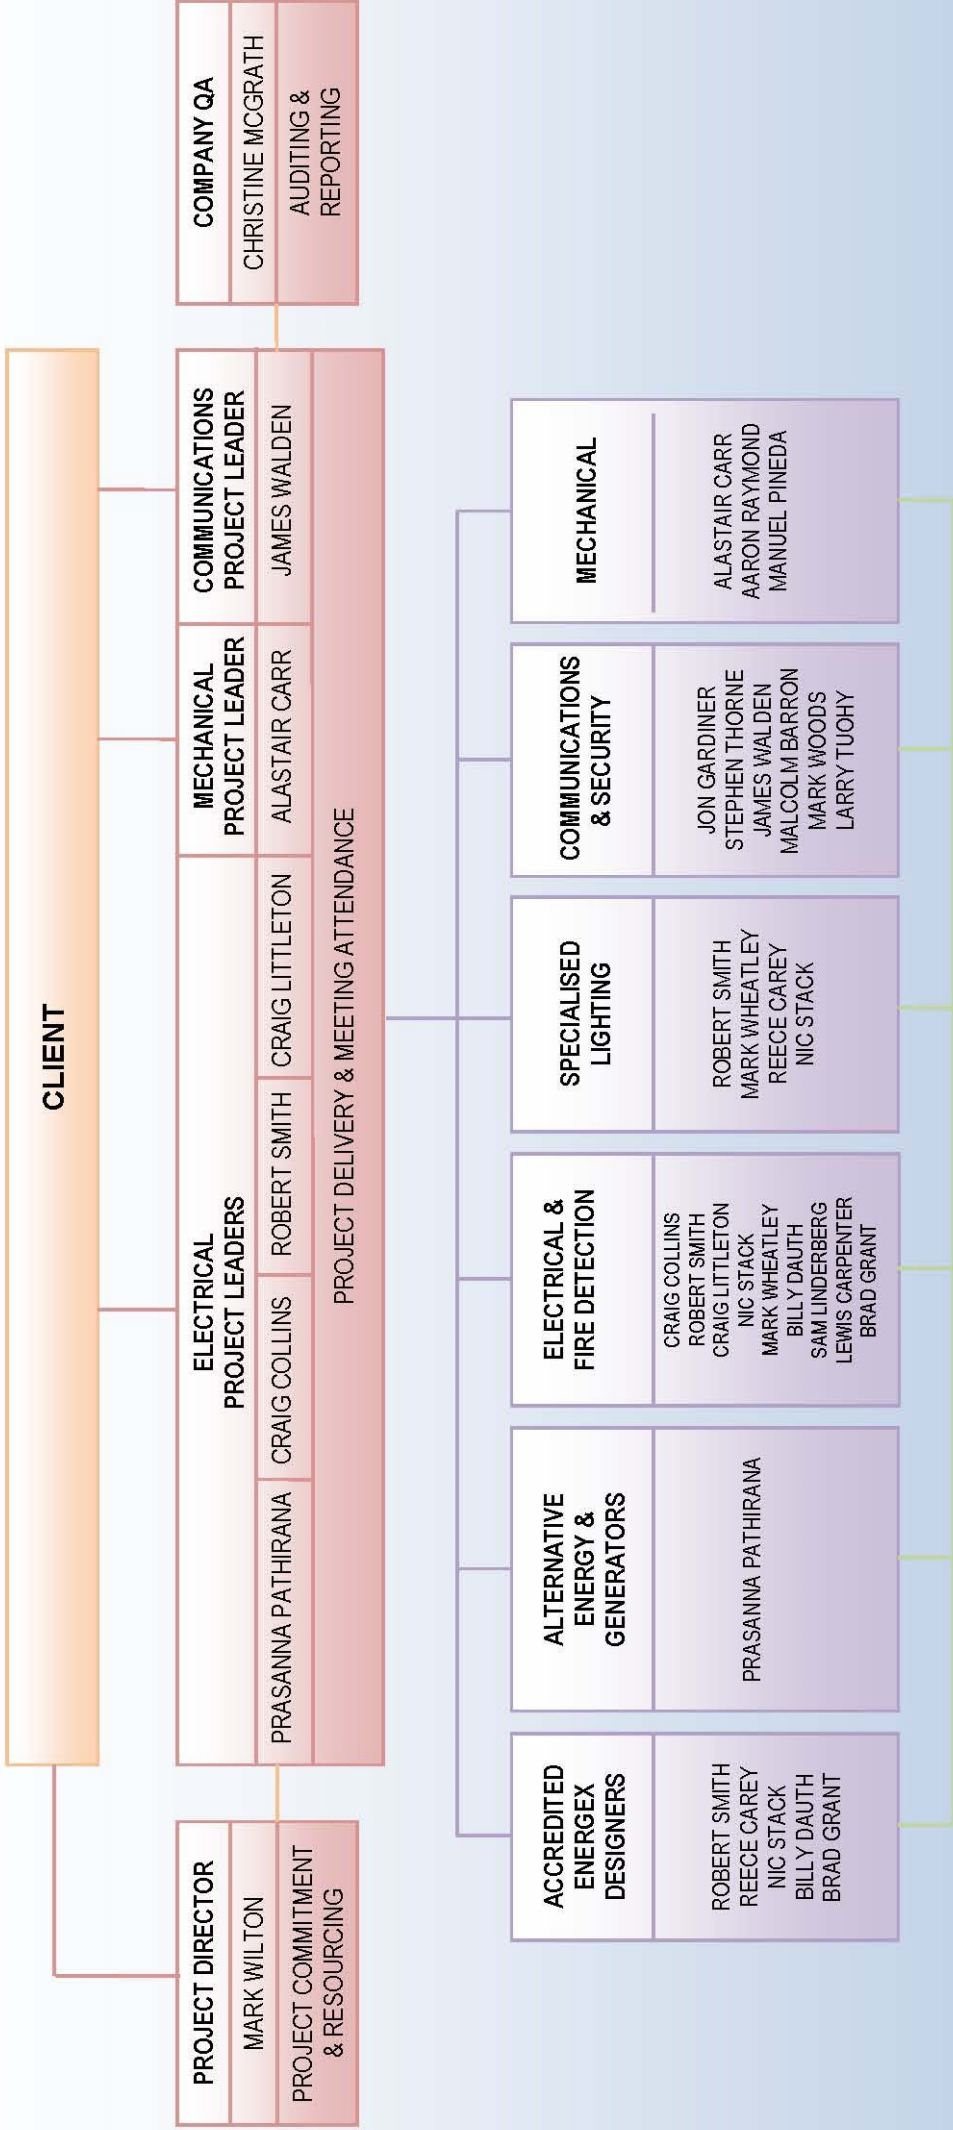 CLIENT
PROJECT DIRECTOR
MARK WILTON
PROJECT COMMITMENT
& RESOURCING
ELECTRICAL
PROJECT LEADERS
PRASANNA PATHIRANA
CRAIG COLLINS
ROBERT SMITH
CRAIG LITTLETON
MECHANICAL
PROJECT LEADER
ALASTAIR CARR
COMMUNICATIONS
PROJECT LEADER
JAMES WALDEN
PROJECT DELIVERY & MEETING ATTENDANCE
COMPANY QA
CHRISTINE MCGRATH
AUDITING &
REPORTING
ACCREDITED
ENERGEX
DESIGNERS
ROBERT SMITH
REECE CAREY
NIC STACK
BILLY DAUTH
BRAD GRANT
ALTERNATIVE
ENERGY &
GENERATORS
PRASANNA PATHIRANA
ELECTRICAL &
FIRE DETECTION
CRAIG COLLINS
ROBERT SMITH
CRAIG LITTLETON
NIC STACK
MARK WHEATLEY
BILLY DAUTH
SAM LINDERBERG
LEWIS CARPENTER
BRAD GRANT
SPECIALISED
LIGHTING
ROBERT SMITH
MARK WHEATLEY
REECE CAREY
NIC STACK
COMMUNICATIONS
& SECURITY
JON GARDINER
STEPHEN THORNE
JAMES WALDEN
MALCOLM BARRON
MARK WOODS
LARRY TUOHY
MECHANICAL
ALASTAIR CARR
AARON RAYMOND
MANUEL PINEDA